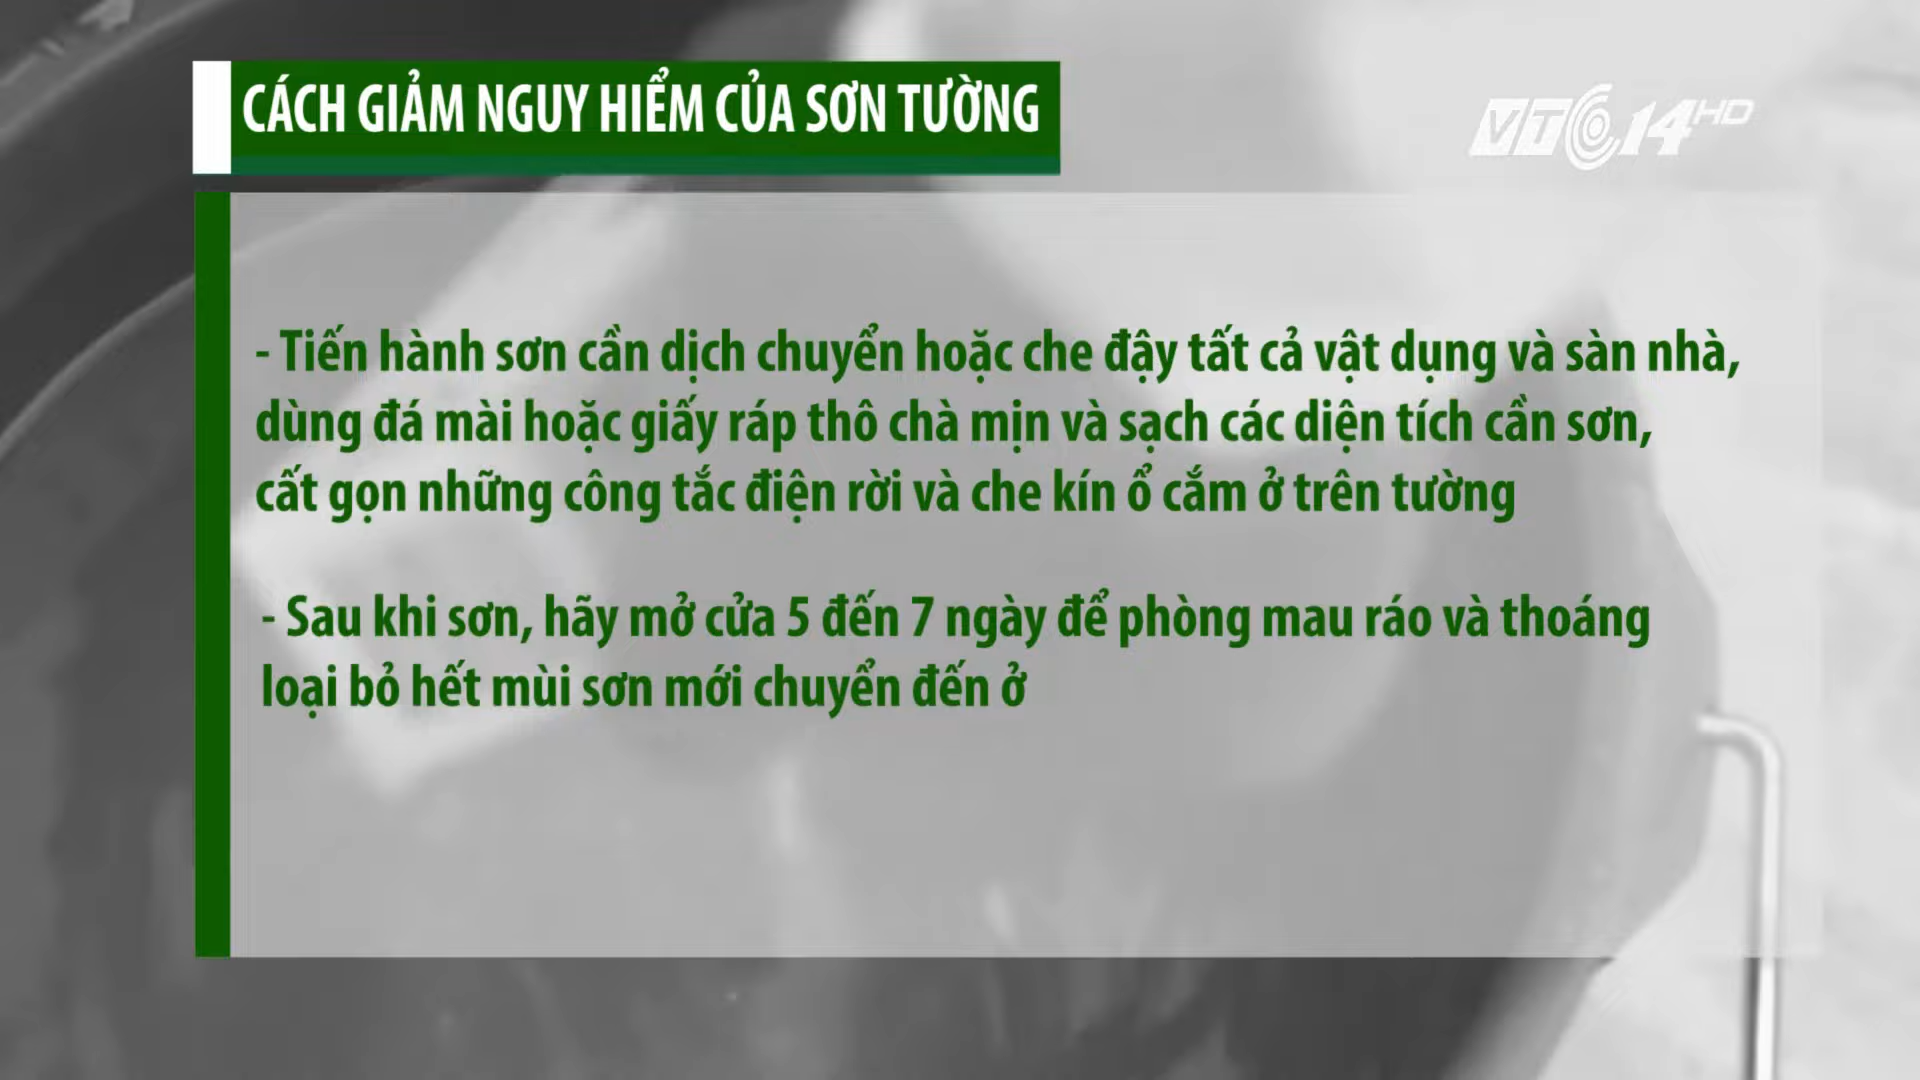 CÁCH GIẢM NGUY HIỂM CỦA SƠN TƯỜNG
VTC14HD
- Tiến hành sơn cần dịch chuyển hoặc che đậy tất cả vật dụng và sàn nhà,
dùng đá mài hoặc giấy ráp thô chà mịn và sạch các diện tích cần sơn,
cất gọn những công tắc điện rời và che kín ổ cắm ở trên tường
- Sau khi sơn, hãy mở cửa 5 đến 7 ngày để phòng mau ráo và thoáng
loại bỏ hết mùi sơn mới chuyển đến ở